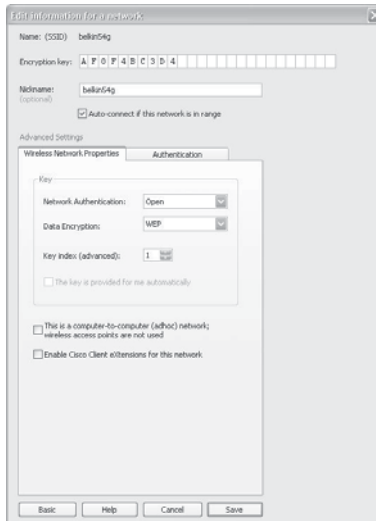 Edit information for a network
Name: (SSID) belkin54g
Encryption key: A F 0 F 4 B C 3 D 4
Nickname: belkin54g
(optional)
Auto-connect if this network is in range
Advanced Settings
Wireless Network Properties Authentication
Key
Network Authentication: Open
Data Encryption: WEP
Key index (advanced): 1
The key is provided for me automatically
This is a computer-to-computer (adhoc) network;
wireless access points are not used
Enable Cisco Client eXtensions for this network
Basic Help Cancel Save